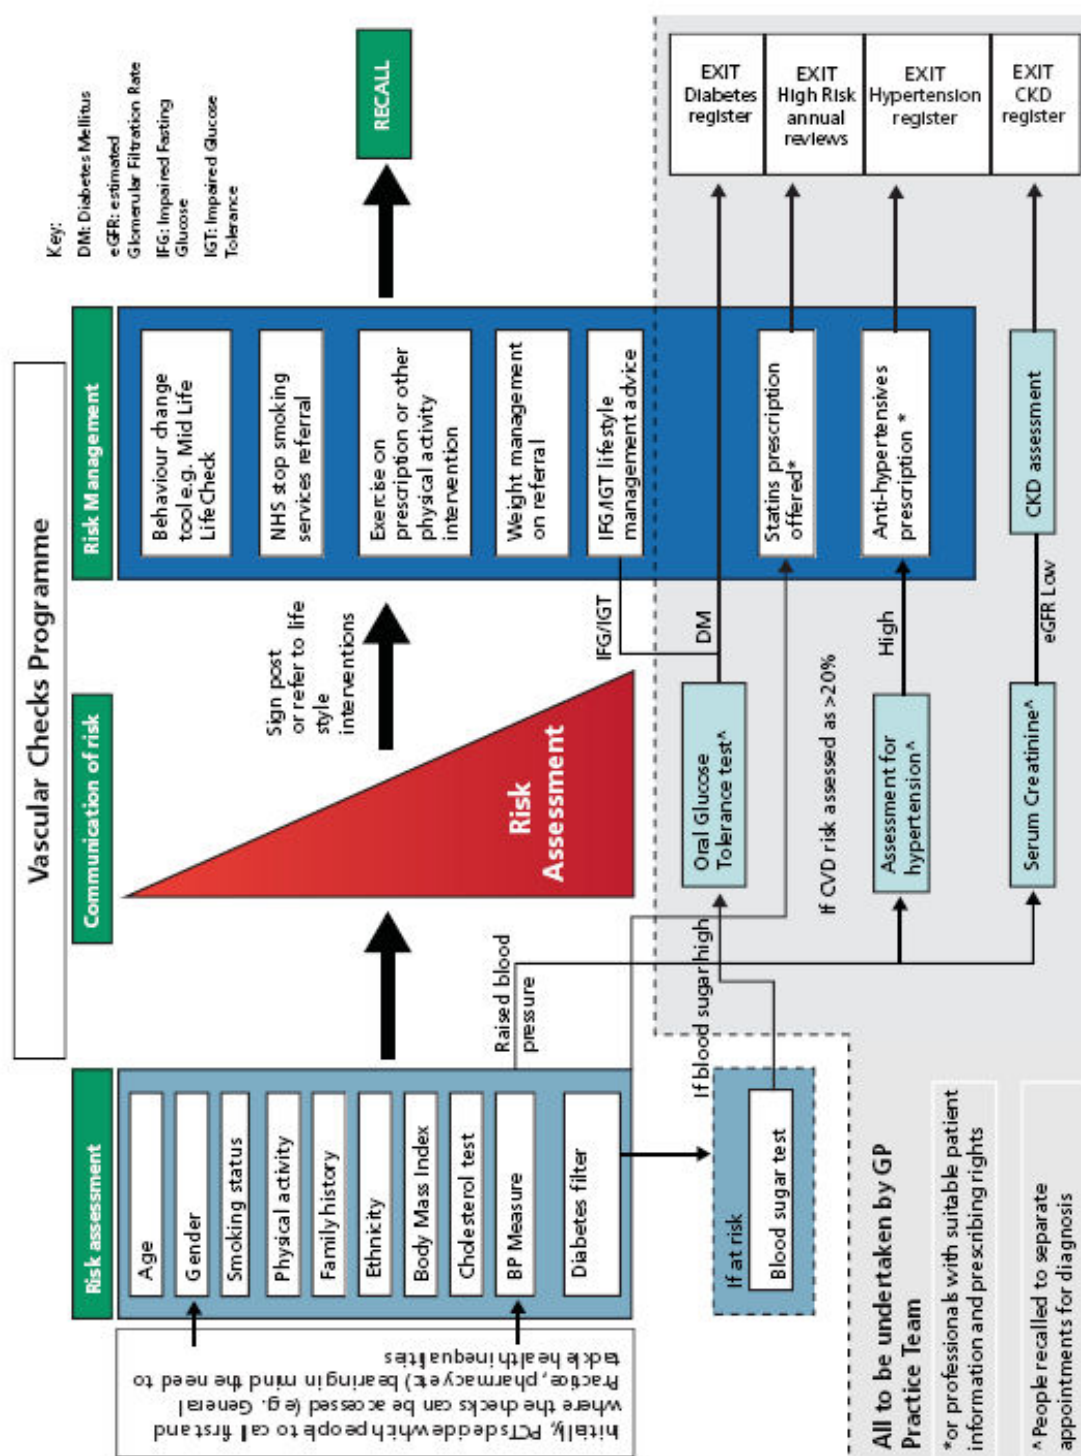 Vascular Checks Programme
Risk assessment
Communication of risk
Risk Management
Key:
DM: Diabetes Mellitus
eGFR: estimated
Glomerular Filtration Rate
IFG: Impaired Fasting
Glucose
IGT: Impaired Glucose
Tolerance
Initially, PCTs decide which people to call first and
where the checks can be accessed (e.g. General
Practice, pharmacy etc) bearing in mind the need to
tackle health inequalities
Age
Gender
Smoking status
Physical activity
Family history
Ethnicity
Body Mass Index
Cholesterol test
BP Measure
Diabetes filter
Risk
Assessment
Sign post
or refer to life
style
interventions
Behaviour change
tool e.g. Mid Life
LifeCheck
NHS stop smoking
services referral
Exercise on
prescription or other
physical activity
intervention
Weight management
on referral
IFG/IGT lifestyle
management advice
Statins prescription
offered*
Anti-hypertensives
prescription *
RECALL
Raised blood
pressure
If at risk
Blood sugar test
If blood sugar high
Oral Glucose
Tolerance test^
IFG/IGT
DM
If CVD risk assessed as >20%
Assessment for
hypertension^
High
Serum Creatinine^
eGFR Low
CKD assessment
EXIT
Diabetes
register
EXIT
High Risk
annual
reviews
EXIT
Hypertension
register
EXIT
CKD
register
All to be undertaken by GP
Practice Team
*or professionals with suitable patient
information and prescribing rights
^ People recalled to separate
appointments for diagnosis